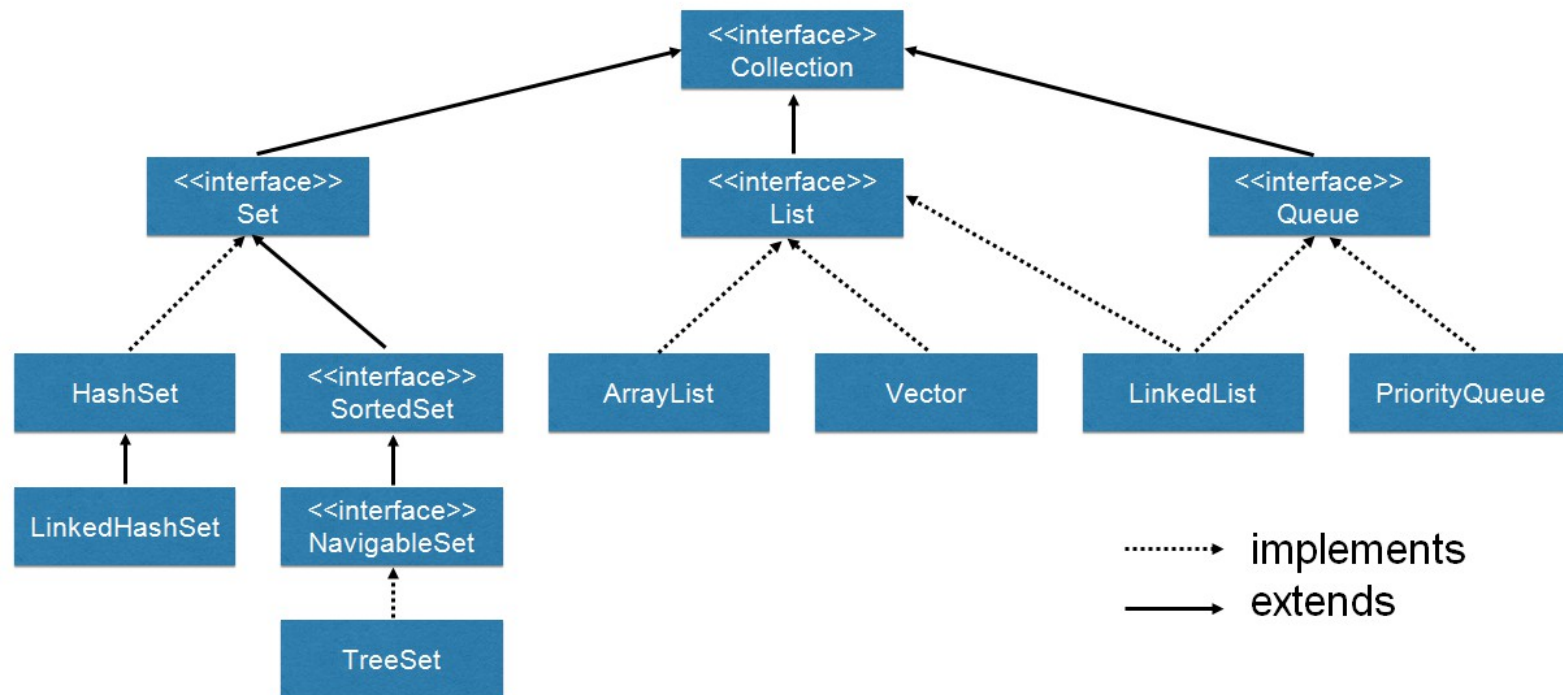 <<interface>>
Collection
<<interface>>
Set
<<interface>>
List
<<interface>>
Queue
HashSet
<<interface>>
SortedSet
ArrayList
Vector
LinkedList
PriorityQueue
LinkedHashSet
<<interface>>
NavigableSet
implements
extends
TreeSet